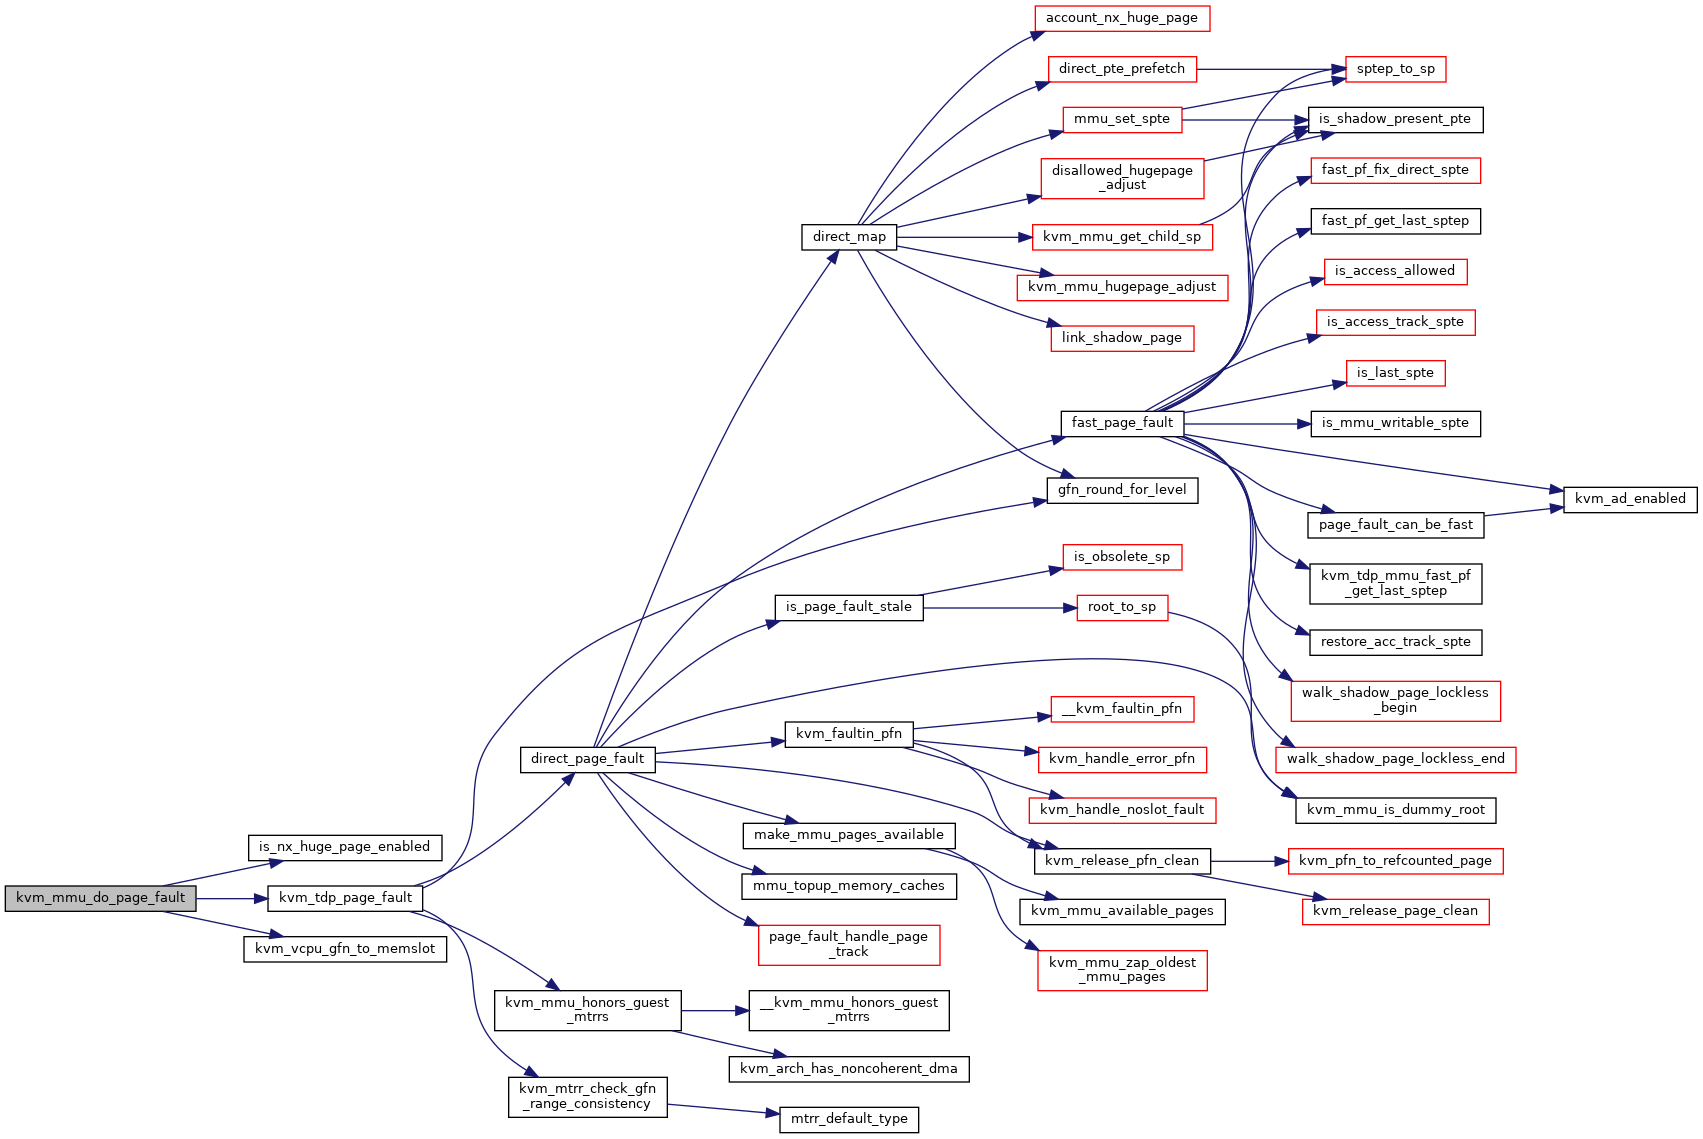 kvm_mmu_do_page_fault
is_nx_huge_page_enabled
kvm_tdp_page_fault
kvm_vcpu_gfn_to_memslot
direct_page_fault
kvm_mmu_honors_guest
_mtrrs
kvm_mtrr_check_gfn
_range_consistency
direct_map
is_page_fault_stale
kvm_faultin_pfn
make_mmu_pages_available
mmu_topup_memory_caches
page_fault_handle_page
_track
__kvm_mmu_honors_guest
_mtrrs
kvm_arch_has_noncoherent_dma
mtrr_default_type
account_nx_huge_page
direct_pte_prefetch
mmu_set_spte
disallowed_hugepage
_adjust
kvm_mmu_get_child_sp
kvm_mmu_hugepage_adjust
link_shadow_page
fast_page_fault
gfn_round_for_level
is_obsolete_sp
root_to_sp
__kvm_faultin_pfn
kvm_handle_error_pfn
kvm_handle_noslot_fault
kvm_release_pfn_clean
kvm_mmu_available_pages
kvm_mmu_zap_oldest
_mmu_pages
sptep_to_sp
is_shadow_present_pte
fast_pf_fix_direct_spte
fast_pf_get_last_sptep
is_access_allowed
is_access_track_spte
is_last_spte
is_mmu_writable_spte
page_fault_can_be_fast
kvm_tdp_mmu_fast_pf
_get_last_sptep
restore_acc_track_spte
walk_shadow_page_lockless
_begin
walk_shadow_page_lockless_end
kvm_mmu_is_dummy_root
kvm_pfn_to_refcounted_page
kvm_release_page_clean
kvm_ad_enabled